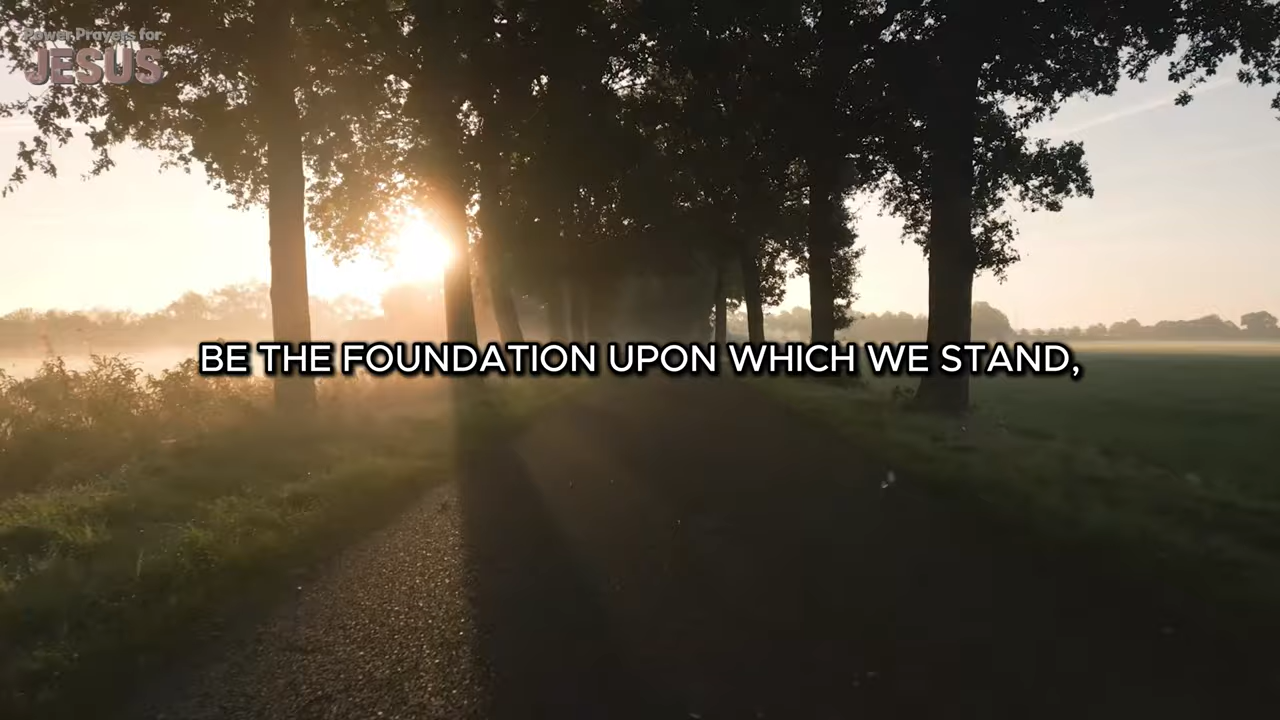 Power Prayers for
JESUS
BE THE FOUNDATION UPON WHICH WE STAND,